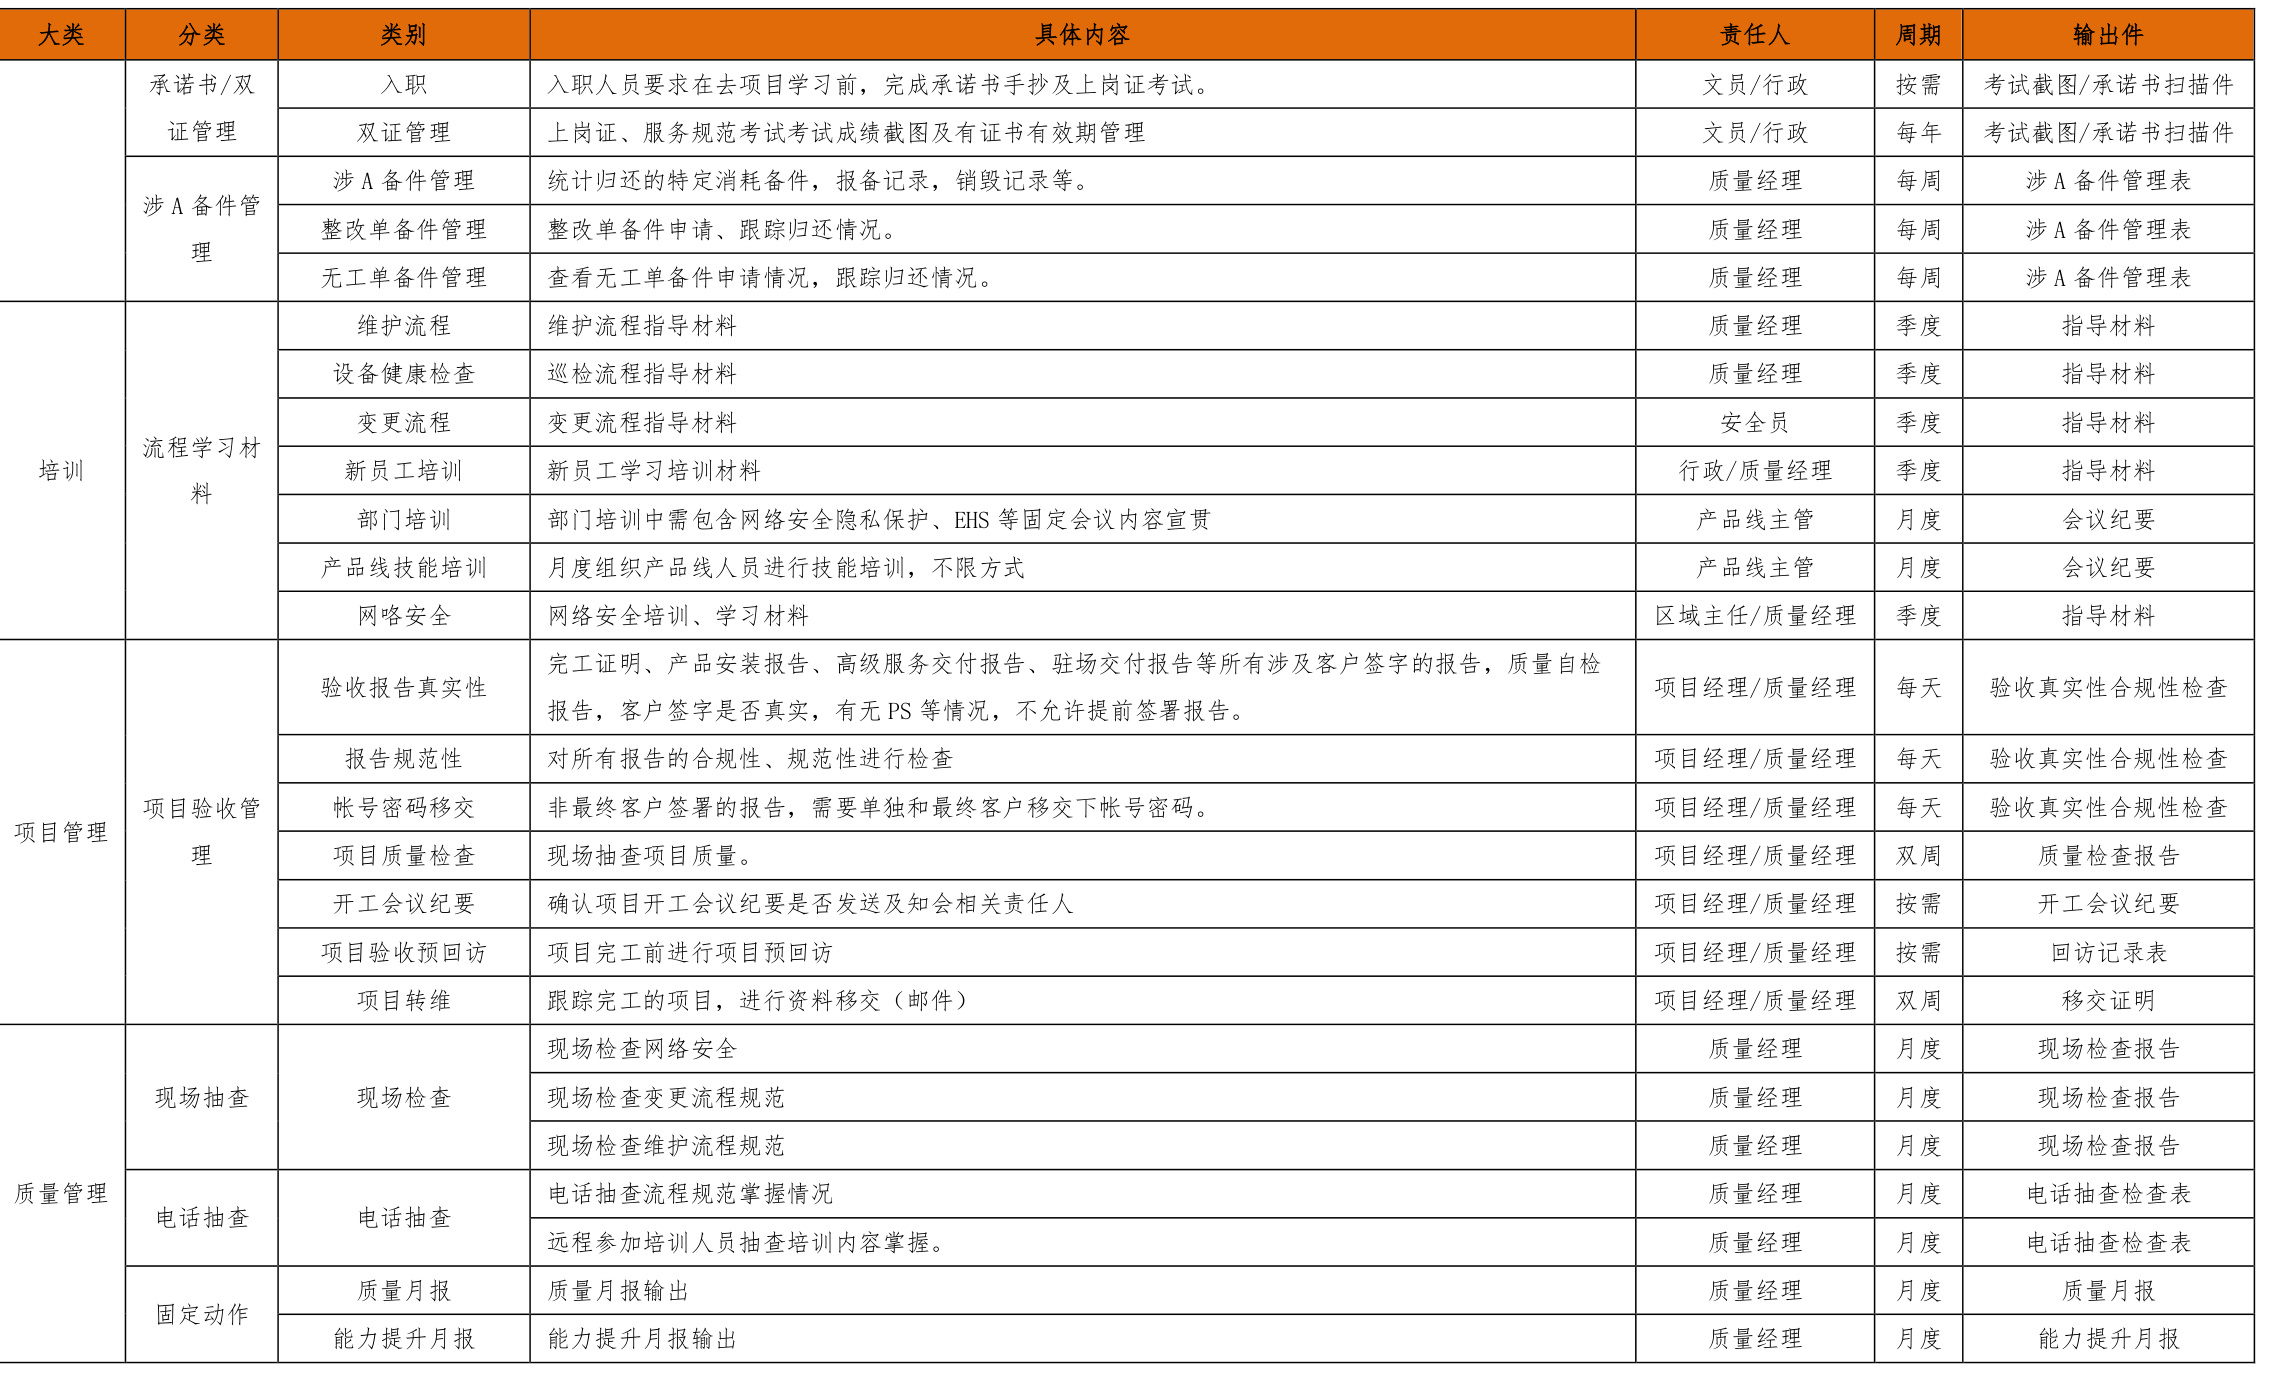 大类 分类 类别 具体内容 责任人 周期 输出件
承诺书/双
证管理
入职 入职人员要求在去项目学习前，完成承诺书手抄及上岗证考试。 文员/行政 按需 考试截图/承诺书扫描件
双证管理 上岗证、服务规范考试考试成绩截图及有证书有效期管理 文员/行政 每年 考试截图/承诺书扫描件
涉 A 备件管
理
涉 A 备件管理 统计归还的特定消耗备件，报备记录，销毁记录等。 质量经理 每周 涉 A 备件管理表
整改单备件管理 整改单备件申请、跟踪归还情况。 质量经理 每周 涉 A 备件管理表
无工单备件管理 查看无工单备件申请情况，跟踪归还情况。 质量经理 每周 涉 A 备件管理表
培训
流程学习材
料
维护流程 维护流程指导材料 质量经理 季度 指导材料
设备健康检查 巡检流程指导材料 质量经理 季度 指导材料
变更流程 变更流程指导材料 安全员 季度 指导材料
新员工培训 新员工学习培训材料 行政/质量经理 季度 指导材料
部门培训 部门培训中需包含网络安全隐私保护、EHS 等固定会议内容宣贯 产品线主管 月度 会议纪要
产品线技能培训 月度组织产品线人员进行技能培训，不限方式 产品线主管 月度 会议纪要
网咯安全 网络安全培训、学习材料 区域主任/质量经理 季度 指导材料
项目管理
项目验收管
理
验收报告真实性
完工证明、产品安装报告、高级服务交付报告、驻场交付报告等所有涉及客户签字的报告，质量自检
报告，客户签字是否真实，有无 PS 等情况，不允许提前签署报告。
项目经理/质量经理 每天 验收真实性合规性检查
报告规范性 对所有报告的合规性、规范性进行检查 项目经理/质量经理 每天 验收真实性合规性检查
帐号密码移交 非最终客户签署的报告，需要单独和最终客户移交下帐号密码。 项目经理/质量经理 每天 验收真实性合规性检查
项目质量检查 现场抽查项目质量。 项目经理/质量经理 双周 质量检查报告
开工会议纪要 确认项目开工会议纪要是否发送及知会相关责任人 项目经理/质量经理 按需 开工会议纪要
项目验收预回访 项目完工前进行项目预回访 项目经理/质量经理 按需 回访记录表
项目转维 跟踪完工的项目，进行资料移交（邮件） 项目经理/质量经理 双周 移交证明
质量管理
现场抽查 现场检查
现场检查网络安全 质量经理 月度 现场检查报告
现场检查变更流程规范 质量经理 月度 现场检查报告
现场检查维护流程规范 质量经理 月度 现场检查报告
电话抽查 电话抽查
电话抽查流程规范掌握情况 质量经理 月度 电话抽查检查表
远程参加培训人员抽查培训内容掌握。 质量经理 月度 电话抽查检查表
固定动作
质量月报 质量月报输出 质量经理 月度 质量月报
能力提升月报 能力提升月报输出 质量经理 月度 能力提升月报